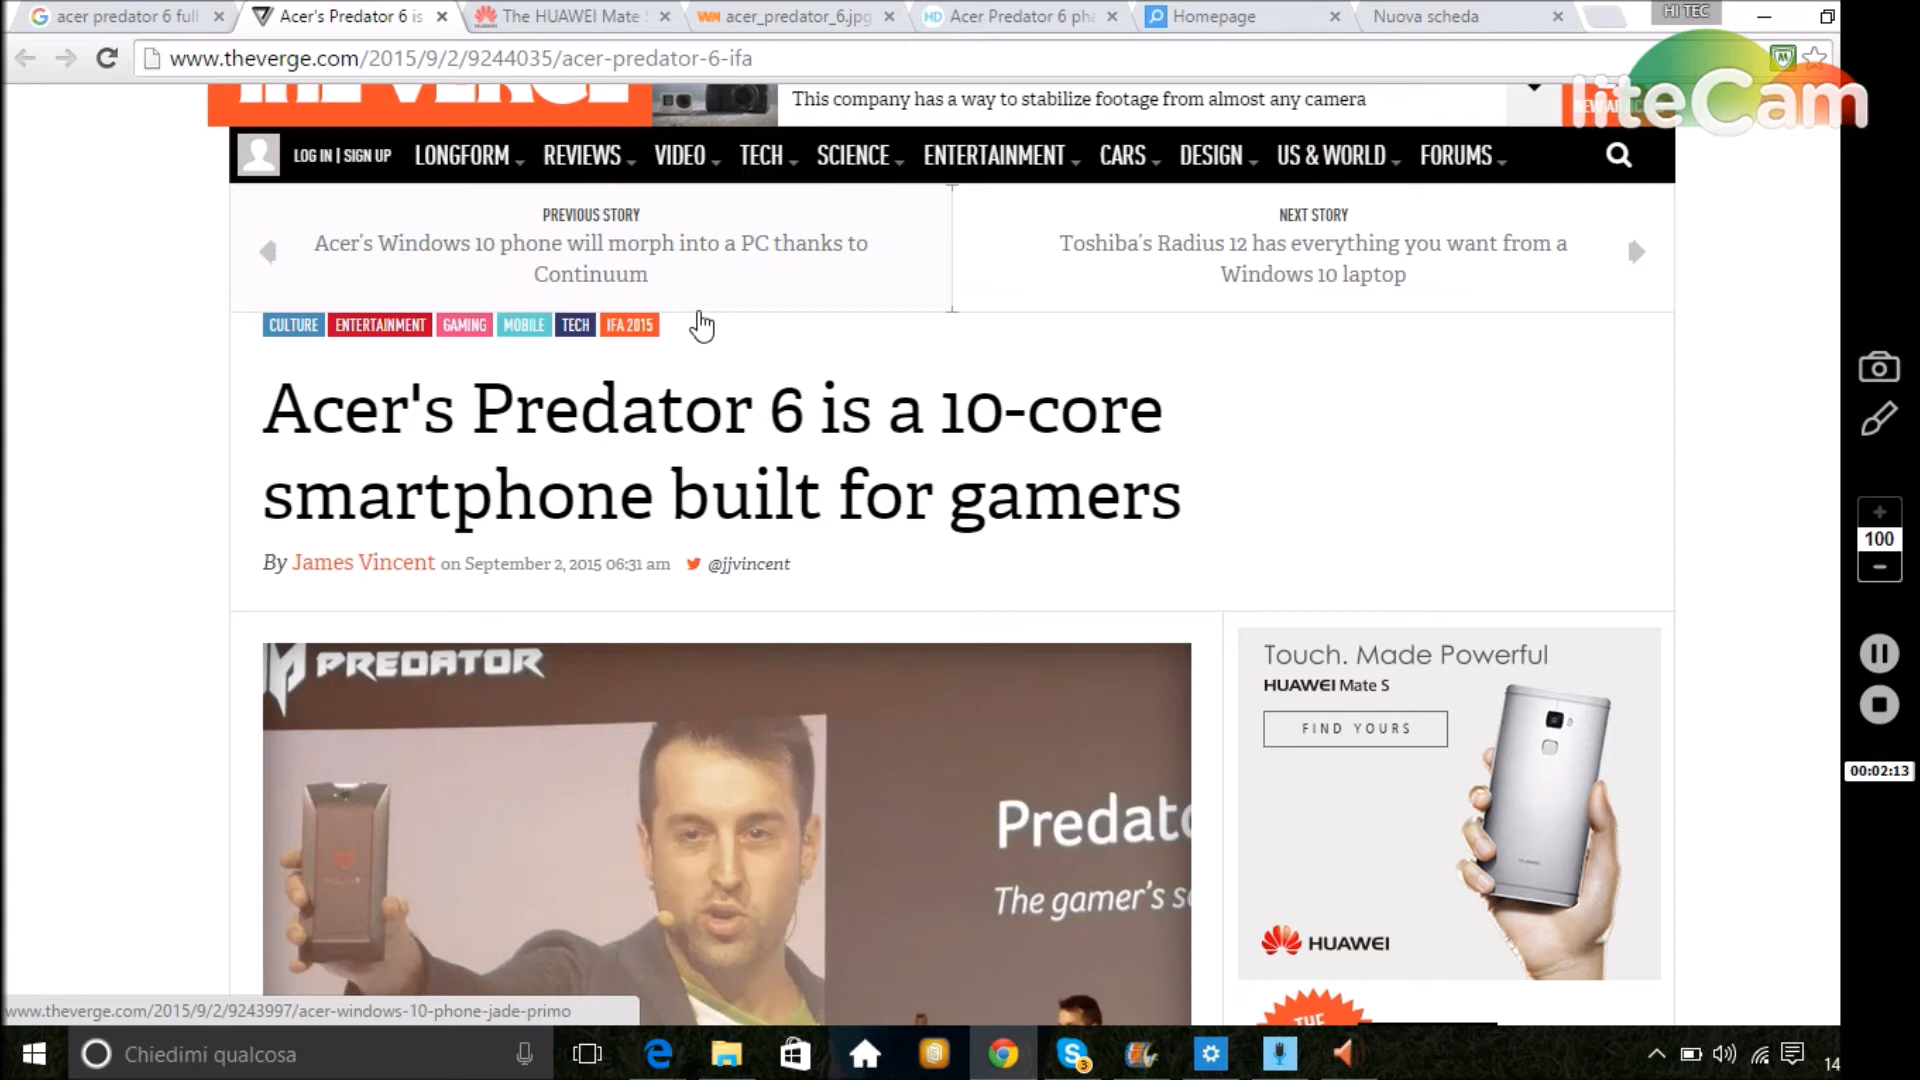 acer predator 6 full
Acer's Predator 6 is
The HUAWEI Mate
acer_predator_6.jpg
Acer Predator 6 pha
Homepage
Nuova scheda
HI TEC
www.theverge.com/2015/9/2/9244035/acer-predator-6-ifa
liteCam
THE VERGE
This company has a way to stabilize footage from almost any camera
LOG IN | SIGN UP LONGFORM REVIEWS VIDEO TECH SCIENCE ENTERTAINMENT CARS DESIGN US & WORLD FORUMS
PREVIOUS STORY
Acer's Windows 10 phone will morph into a PC thanks to
Continuum
NEXT STORY
Toshiba's Radius 12 has everything you want from a
Windows 10 laptop
CULTURE ENTERTAINMENT GAMING MOBILE TECH IFA 2015
Acer's Predator 6 is a 10-core
smartphone built for gamers
By James Vincent on September 2, 2015 06:31 am @jjvincent
PREDATOR
Predato
The gamer's s
Touch. Made Powerful
HUAWEI Mate S
FIND YOURS
HUAWEI
HUAWEI
THE
100
00:02:13
www.theverge.com/2015/9/2/9243997/acer-windows-10-phone-jade-primo
Chiedimi qualcosa
3
14